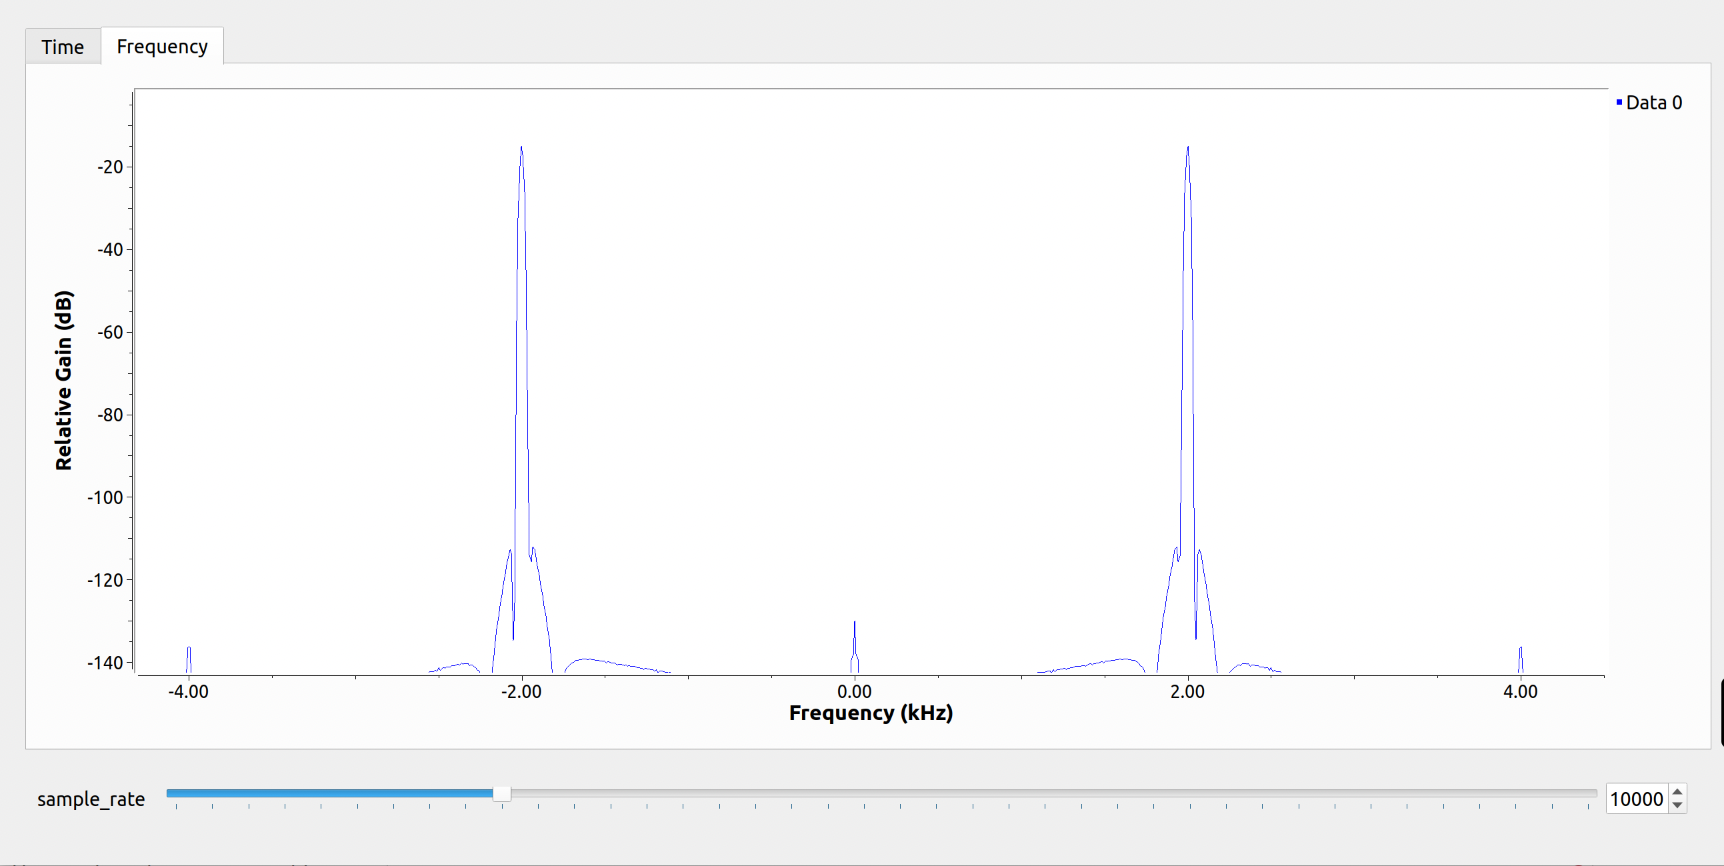 Time Frequency
Data 0
-20
-40
-60
-80
-100
-120
-140
Relative Gain (dB)
-4.00 -2.00 0.00 2.00 4.00
Frequency (kHz)
sample_rate 10000